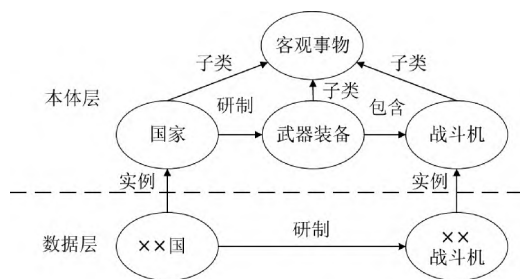 客观事物
子类
子类
子类
本体层
研制
包含
国家
武器装备
战斗机
实例
实例
数据层
××国
研制
××
战斗机